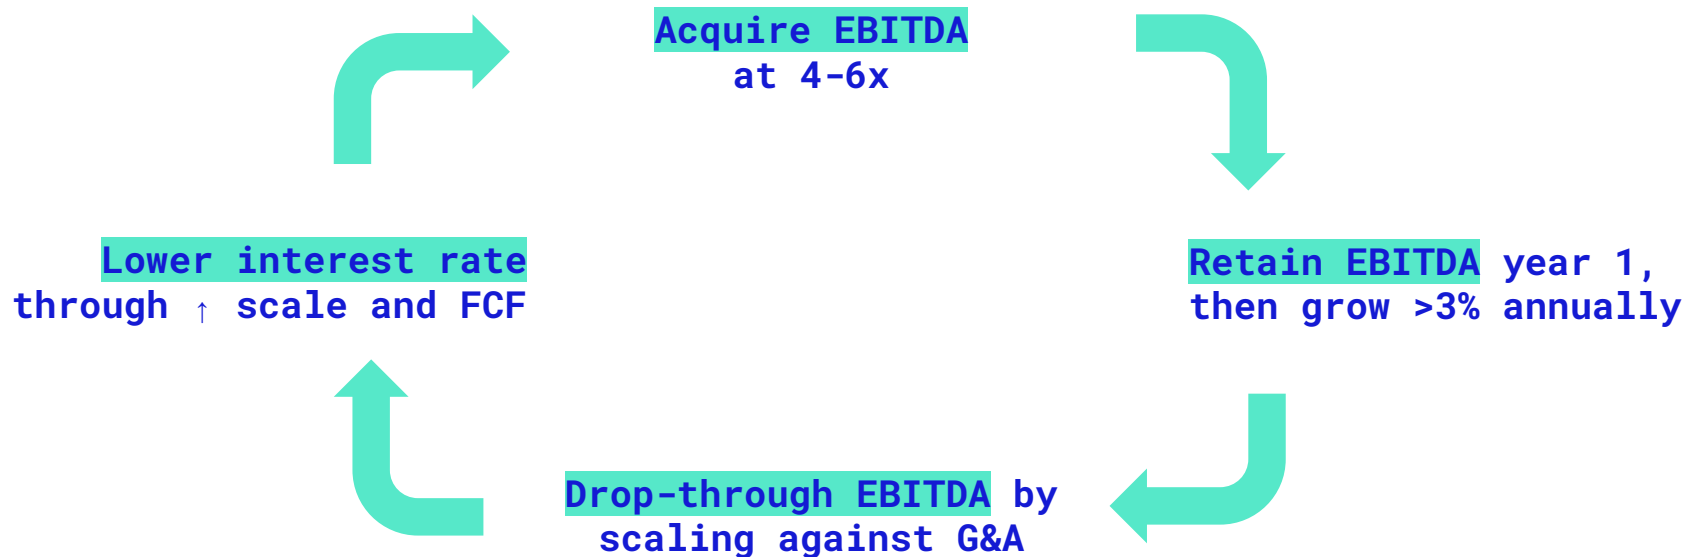 Acquire EBITDA
at 4-6x
Retain EBITDA year 1,
then grow >3% annually
Drop-through EBITDA by
scaling against G&A
Lower interest rate
through ↑ scale and FCF